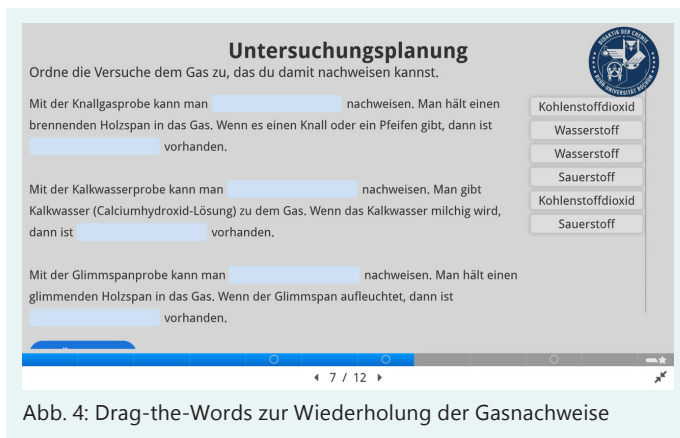 Untersuchungsplanung
DIDAKTIK DER CHEMIE
RUHR-UNIVERSITÄT BOCHUM
Ordne die Versuche dem Gas zu, das du damit nachweisen kannst.
Mit der Knallgasprobe kann man nachweisen. Man hält einen
brennenden Holzspan in das Gas. Wenn es einen Knall oder ein Pfeifen gibt, dann ist
vorhanden.
Mit der Kalkwasserprobe kann man nachweisen. Man gibt
Kalkwasser (Calciumhydroxid-Lösung) zu dem Gas. Wenn das Kalkwasser milchig wird,
dann ist vorhanden.
Mit der Glimmspanprobe kann man nachweisen. Man hält einen
glimmenden Holzspan in das Gas. Wenn der Glimmspan aufleuchtet, dann ist
vorhanden.
Kohlenstoffdioxid
Wasserstoff
Wasserstoff
Sauerstoff
Kohlenstoffdioxid
Sauerstoff
7 / 12
Abb. 4: Drag-the-Words zur Wiederholung der Gasnachweise